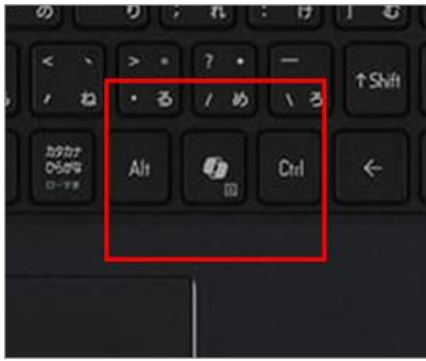 の り ; れ : け ] む
< 、 > 。 ? ・ ー ↑Shift
, ね . る / め \ ろ
カタカナ
ひらがな Alt Ctrl ←
ローマ字